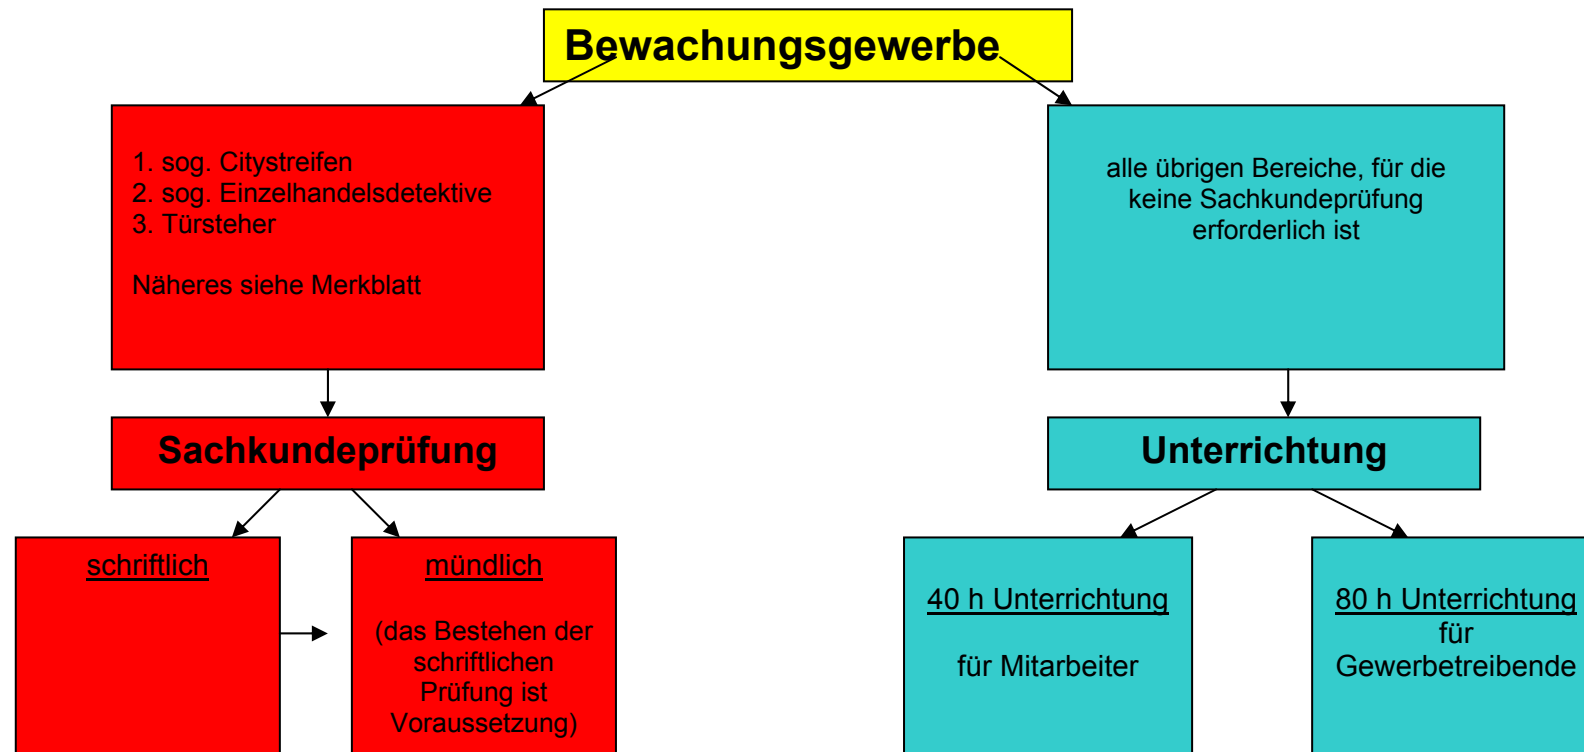 Bewachungsgewerbe
1. sog. Citystreifen
2. sog. Einzelhandelsdetektive
3. Türsteher
Näheres siehe Merkblatt
alle übrigen Bereiche, für die
keine Sachkundeprüfung
erforderlich ist
Sachkundeprüfung
Unterrichtung
schriftlich
mündlich
(das Bestehen der
schriftlichen
Prüfung ist
Voraussetzung)
40 h Unterrichtung
für Mitarbeiter
80 h Unterrichtung
für
Gewerbetreibende